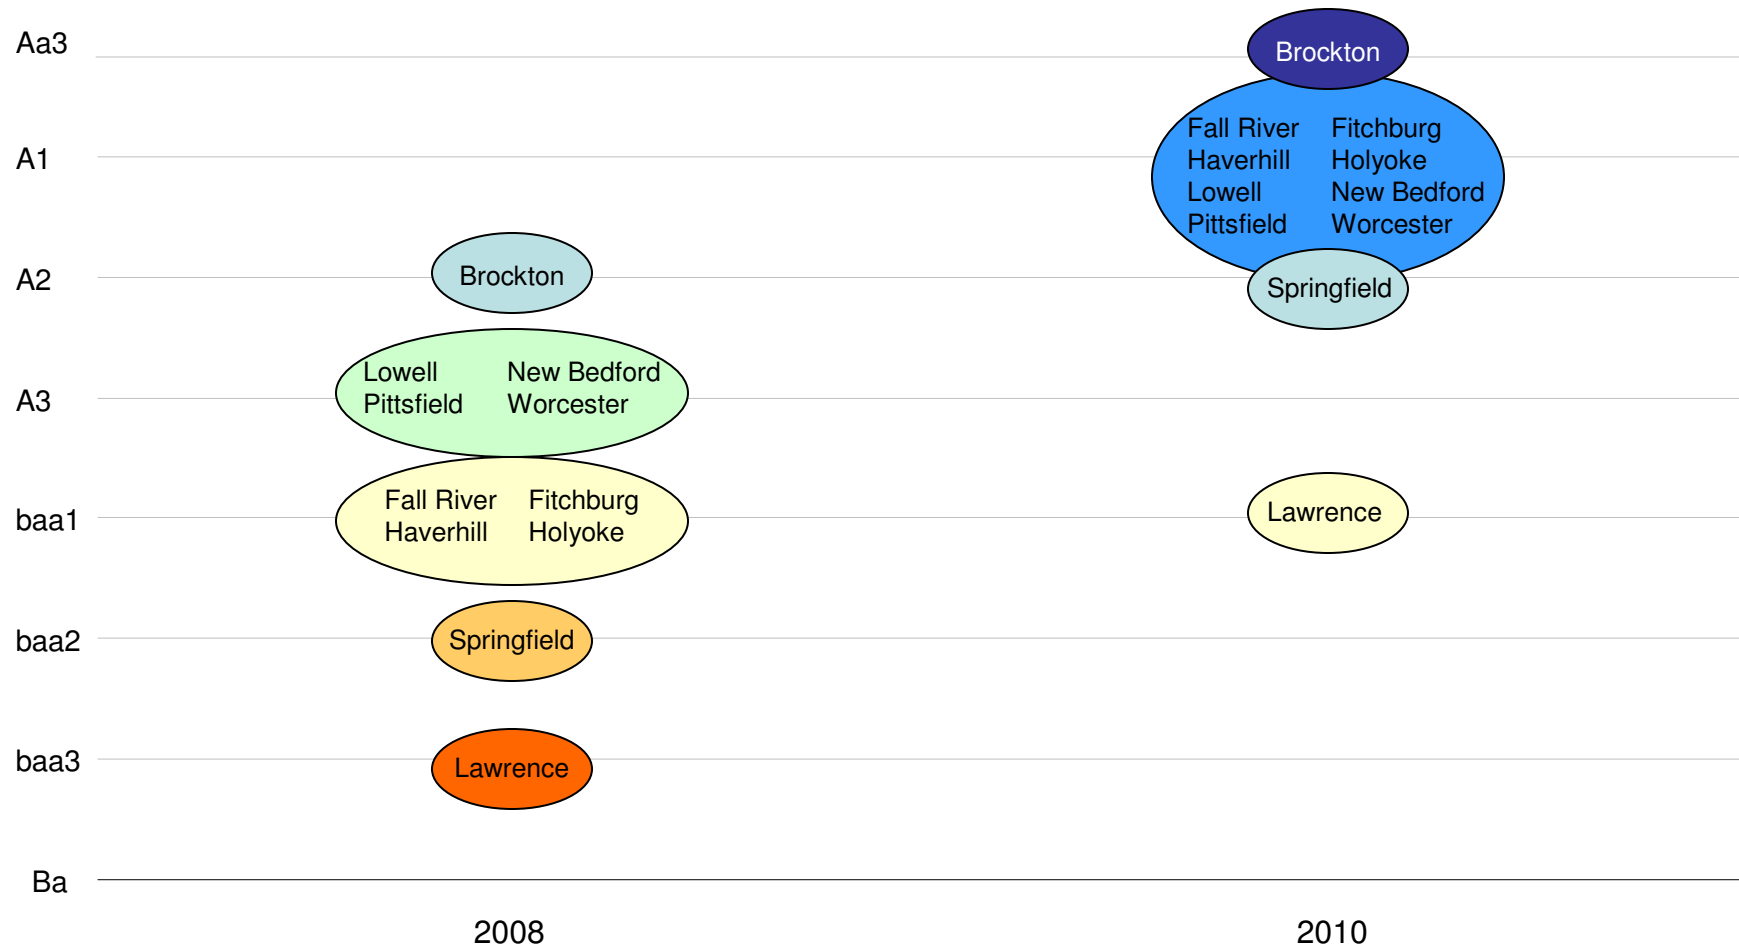 Aa3
Brockton
Fall River Fitchburg
A1
Haverhill Holyoke
Lowell New Bedford
Pittsfield Worcester
A2
Brockton
Springfield
Lowell New Bedford
A3
Pittsfield Worcester
Fall River Fitchburg
Haverhill Holyoke
baa1
Lawrence
baa2
Springfield
baa3
Lawrence
Ba
2008
2010